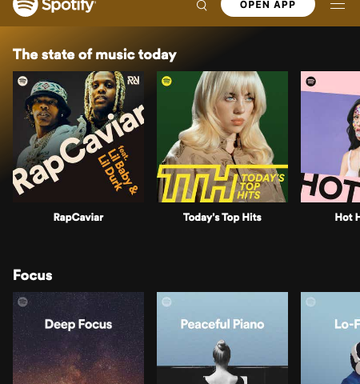 Spotify
OPEN APP
The state of music today
RapCaviar
feat.
Lil Baby &
Lil Durk
TTH TODAY'S
TOP
HITS
HOT
RapCaviar
Today's Top Hits
Hot H
Focus
Deep Focus
Peaceful Piano
Lo-F